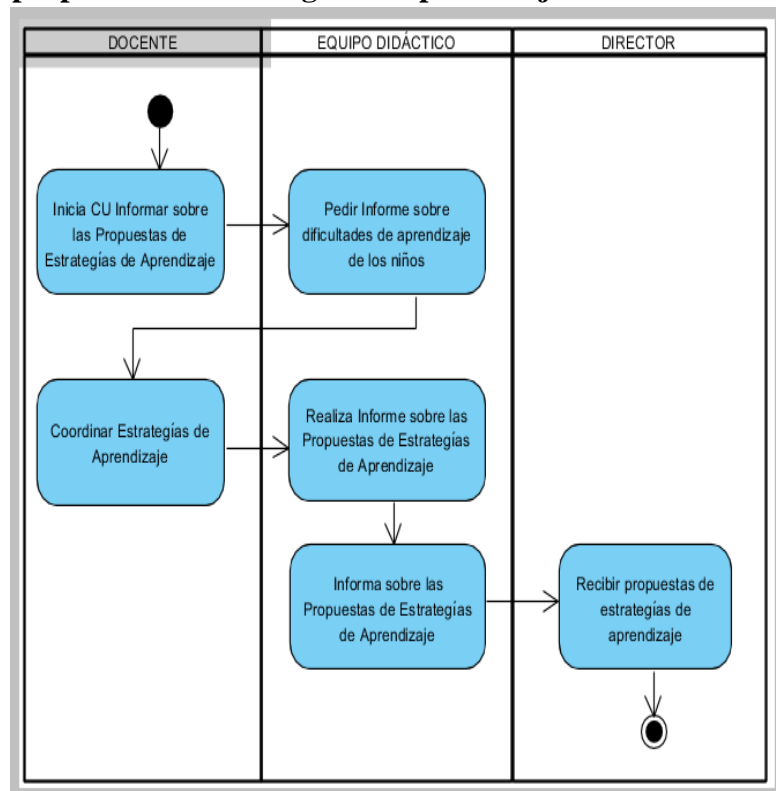 DOCENTE
EQUIPO DIDÁCTICO
DIRECTOR
Inicia CU Informar sobre
las Propuestas de
Estrategías de Aprendizaje
Pedir Informe sobre
dificultades de aprendizaje
de los niños
Coordinar Estrategías de
Aprendizaje
Realiza Informe sobre las
Propuestas de Estrategías
de Aprendizaje
Informa sobre las
Propuestas de Estrategías
de Aprendizaje
Recibir propuestas de
estrategías de
aprendizaje